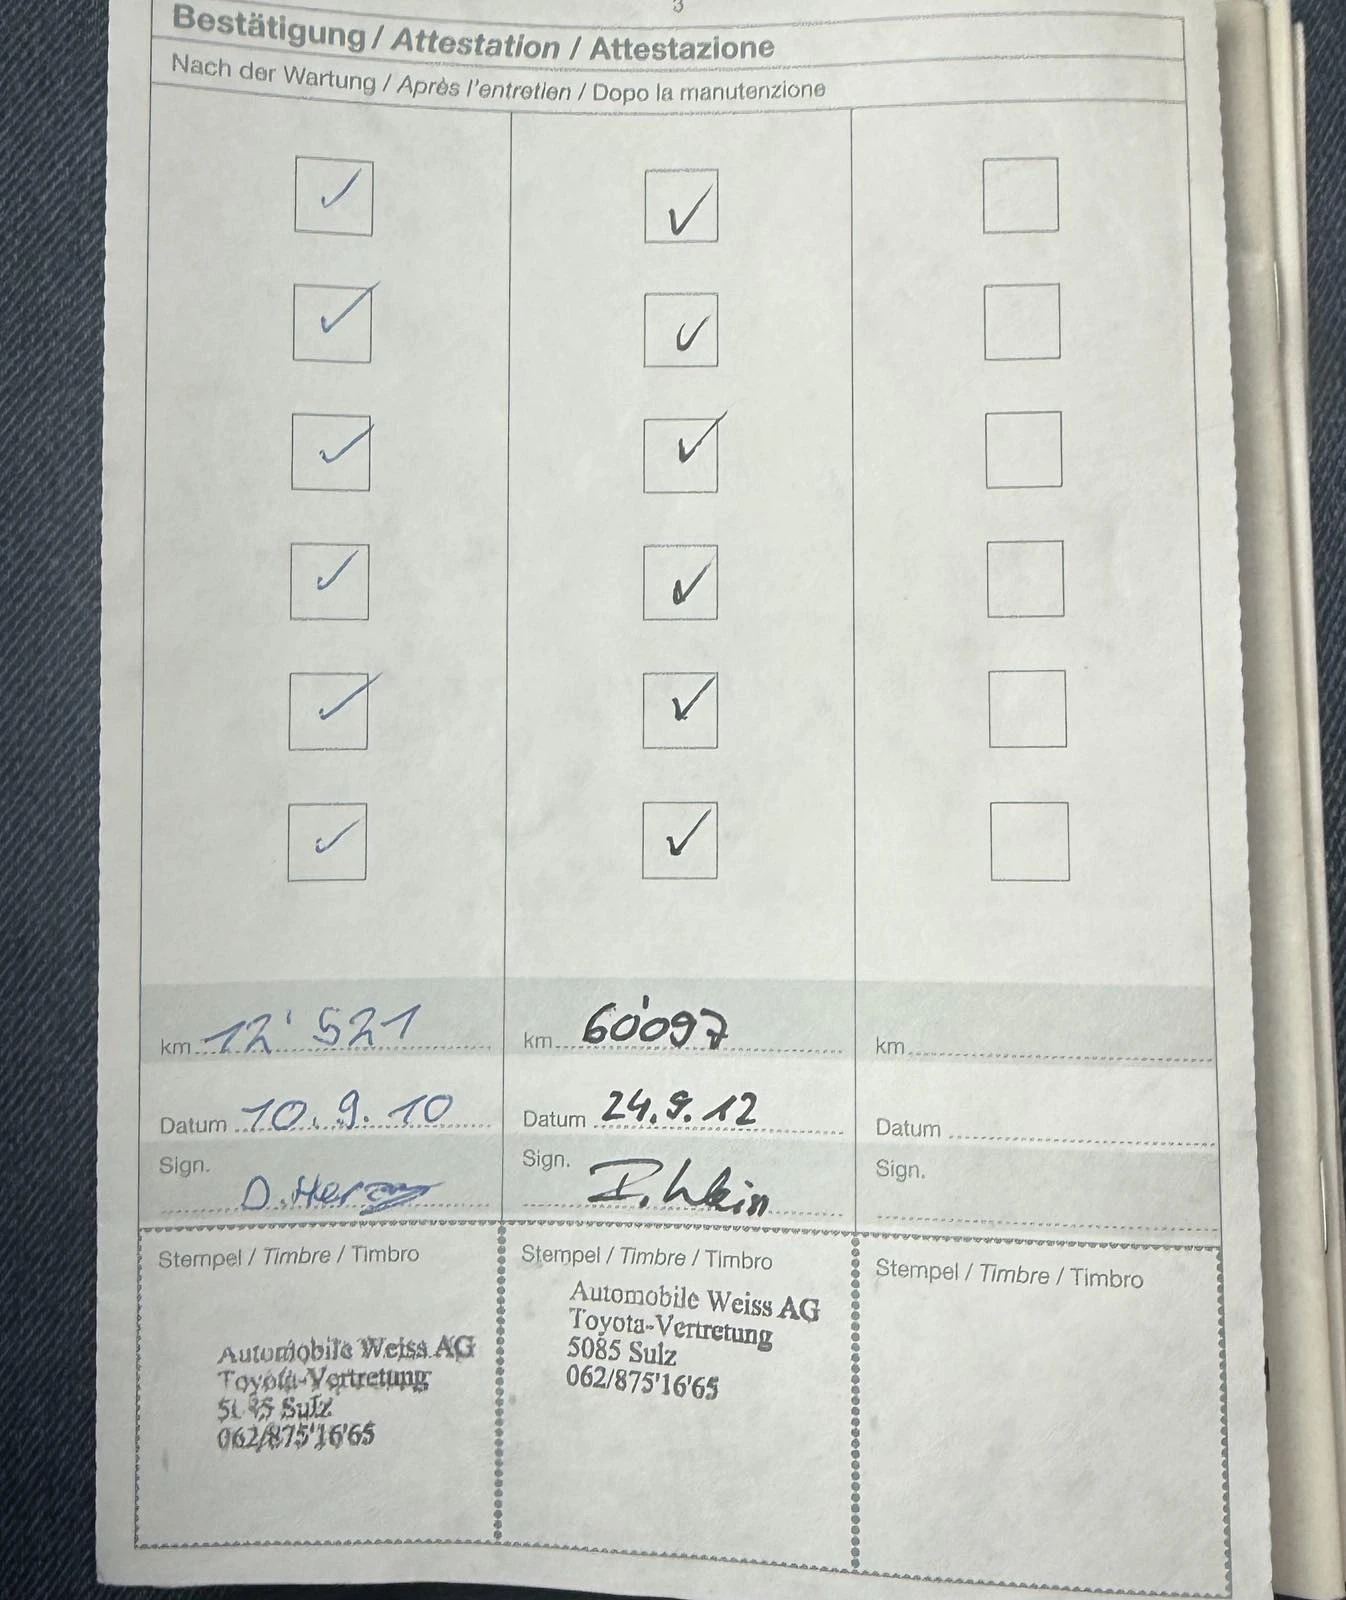 3
Bestätigung / Attestation / Attestazione
Nach der Wartung / Après l'entretien / Dopo la manutenzione
km 12'521
Datum 10.9.10
Sign.
Stempel / Timbre / Timbro
Automobile Weiss AG
Toyota-Vertretung
5085 Sulz
062/875'16'65
km 60'097
Datum 24.9.12
Sign.
Stempel / Timbre / Timbro
Automobile Weiss AG
Toyota-Vertretung
5085 Sulz
062/875'16'65
km
Datum
Sign.
Stempel / Timbre / Timbro